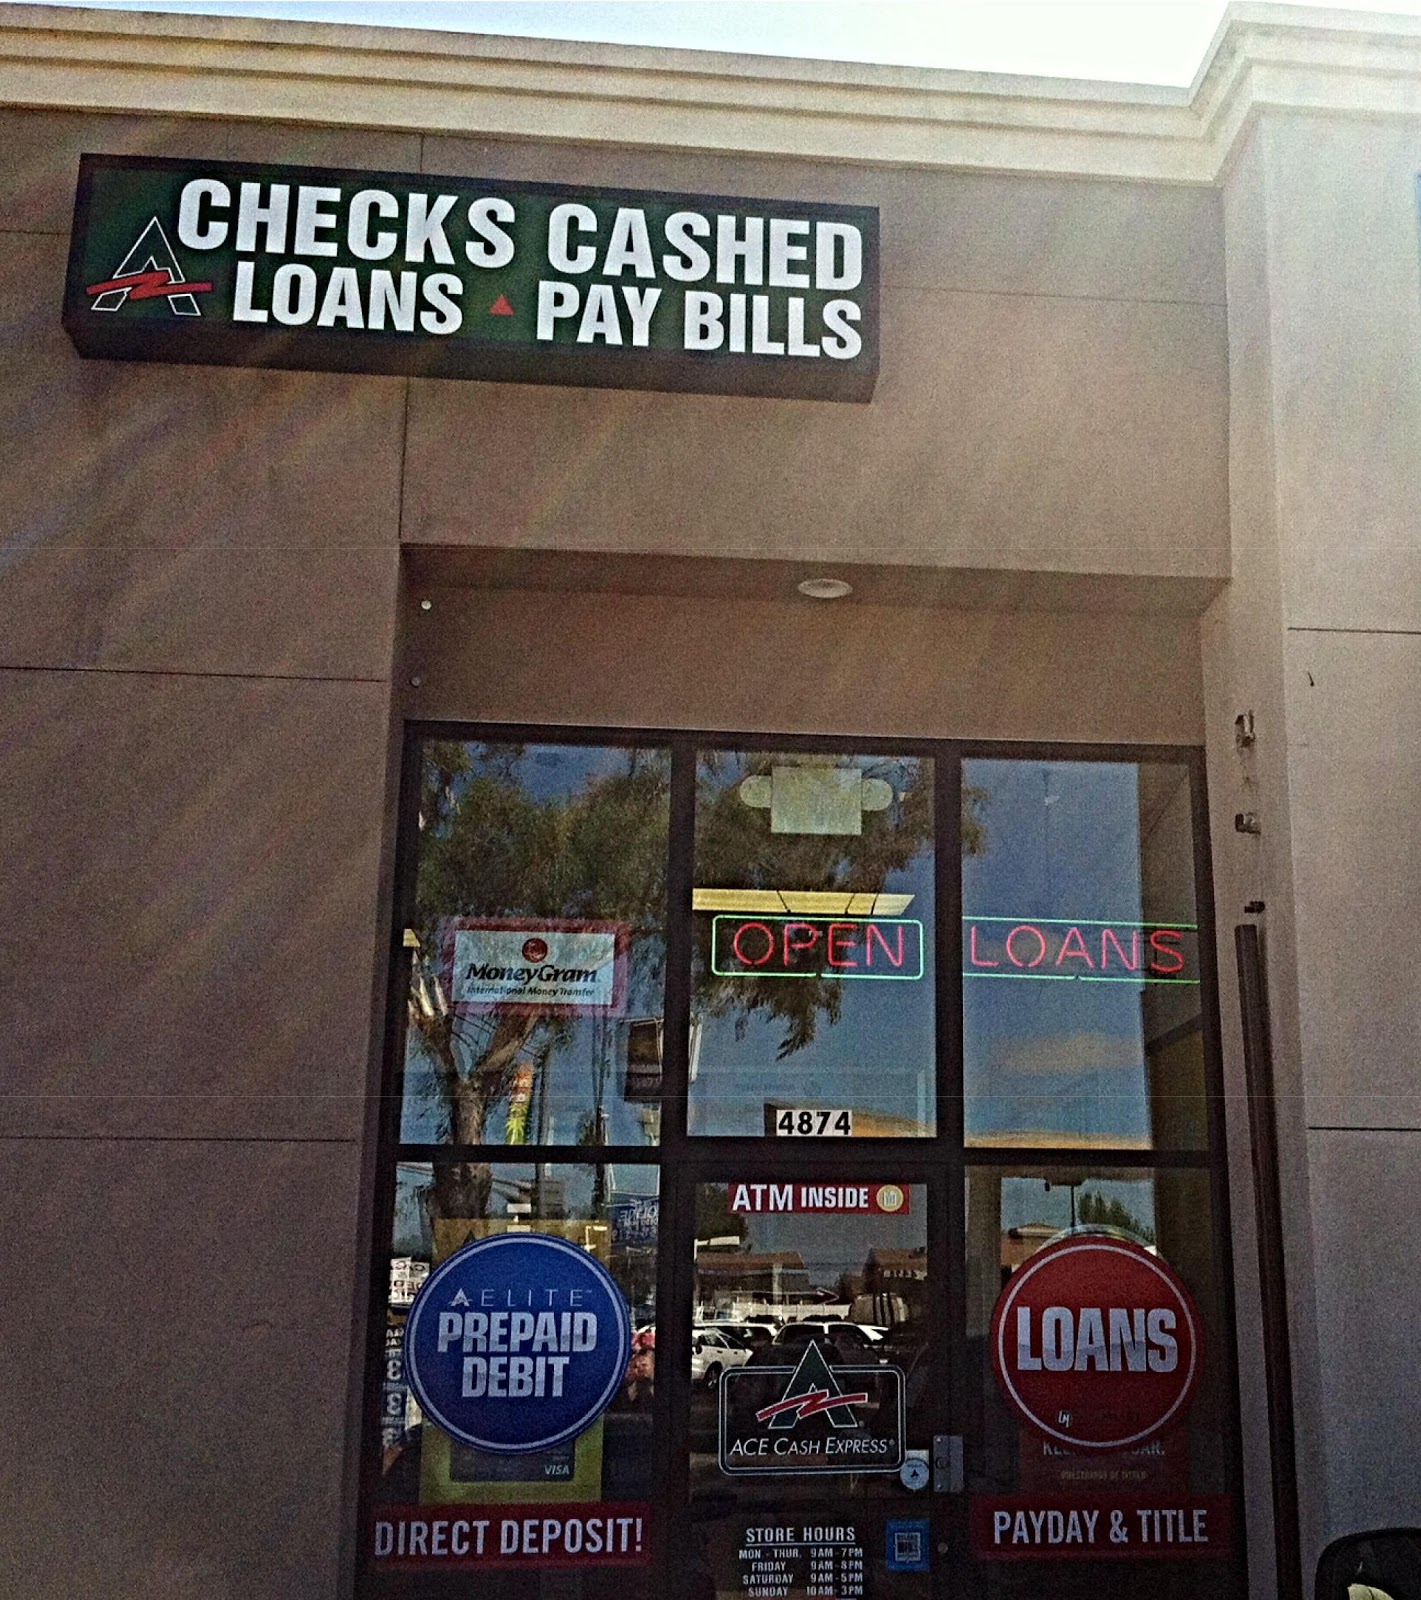 CHECKS CASHED
LOANS PAY BILLS
MoneyGram
International Money Transfer
OPEN
LOANS
4874
ATM INSIDE
ELITE
PREPAID
DEBIT
VISA
DIRECT DEPOSIT!
ACE CASH EXPRESS
STORE HOURS
MON - THUR. 9AM - 7PM
FRIDAY 9AM - 8PM
SATURDAY 9AM - 5PM
SUNDAY 10AM - 3PM
LOANS
PAYDAY & TITLE